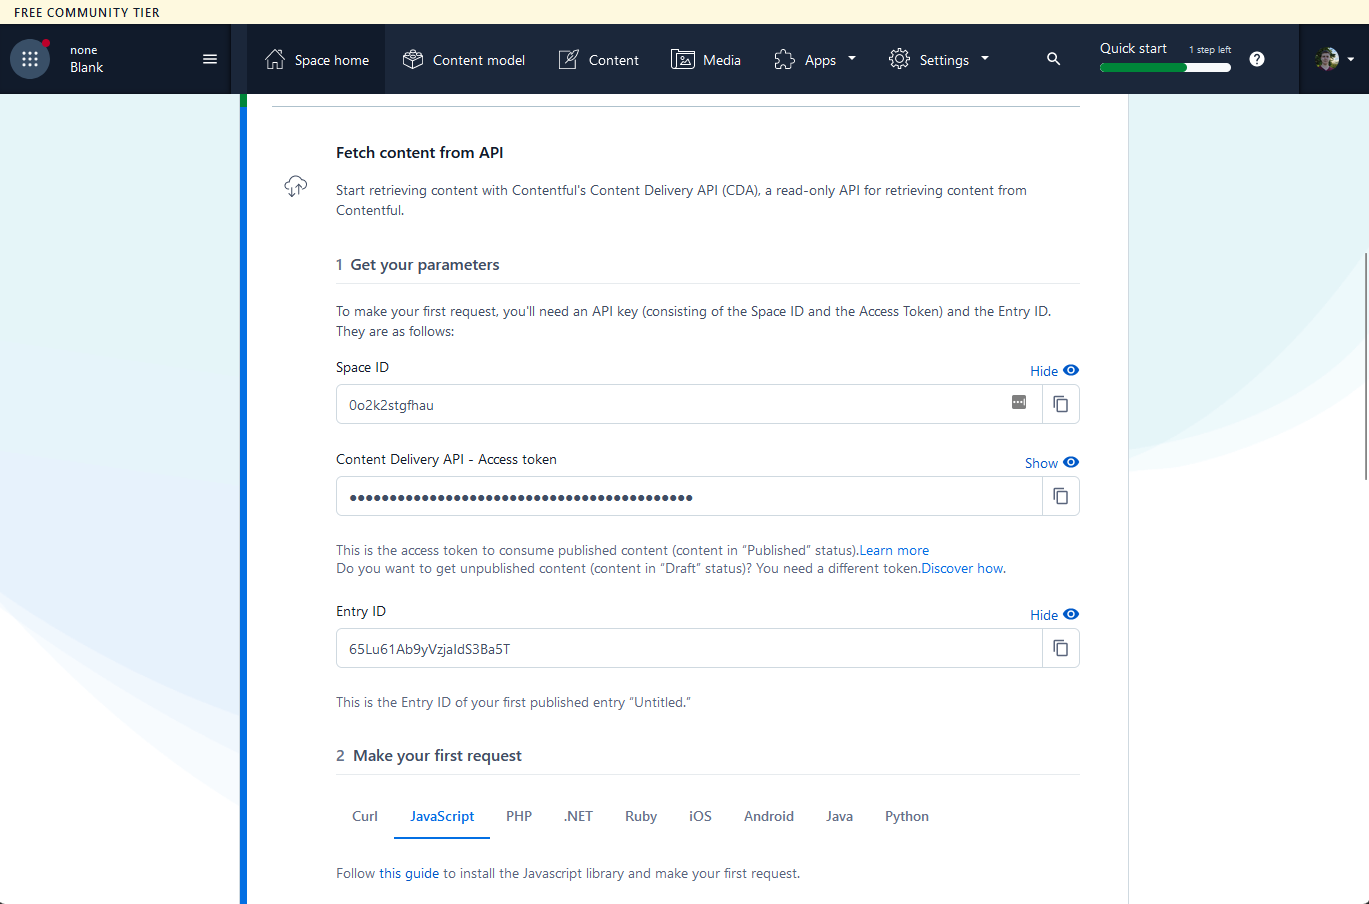 FREE COMMUNITY TIER
none
Blank
Space home
Content model
Content
Media
Apps
Settings
Quick start
1 step left
Fetch content from API
Start retrieving content with Contentful's Content Delivery API (CDA), a read-only API for retrieving content from
Contentful.
1 Get your parameters
To make your first request, you'll need an API key (consisting of the Space ID and the Access Token) and the Entry ID.
They are as follows:
Space ID
Hide
0o2k2stgfhau
Content Delivery API - Access token
Show
•••••••••••••••••••••••••••••••••••••••••••
This is the access token to consume published content (content in “Published” status).Learn more
Do you want to get unpublished content (content in “Draft” status)? You need a different token.Discover how.
Entry ID
Hide
65Lu61Ab9yVzjaIdS3Ba5T
This is the Entry ID of your first published entry “Untitled.”
2 Make your first request
Curl
JavaScript
PHP
.NET
Ruby
iOS
Android
Java
Python
Follow this guide to install the Javascript library and make your first request.